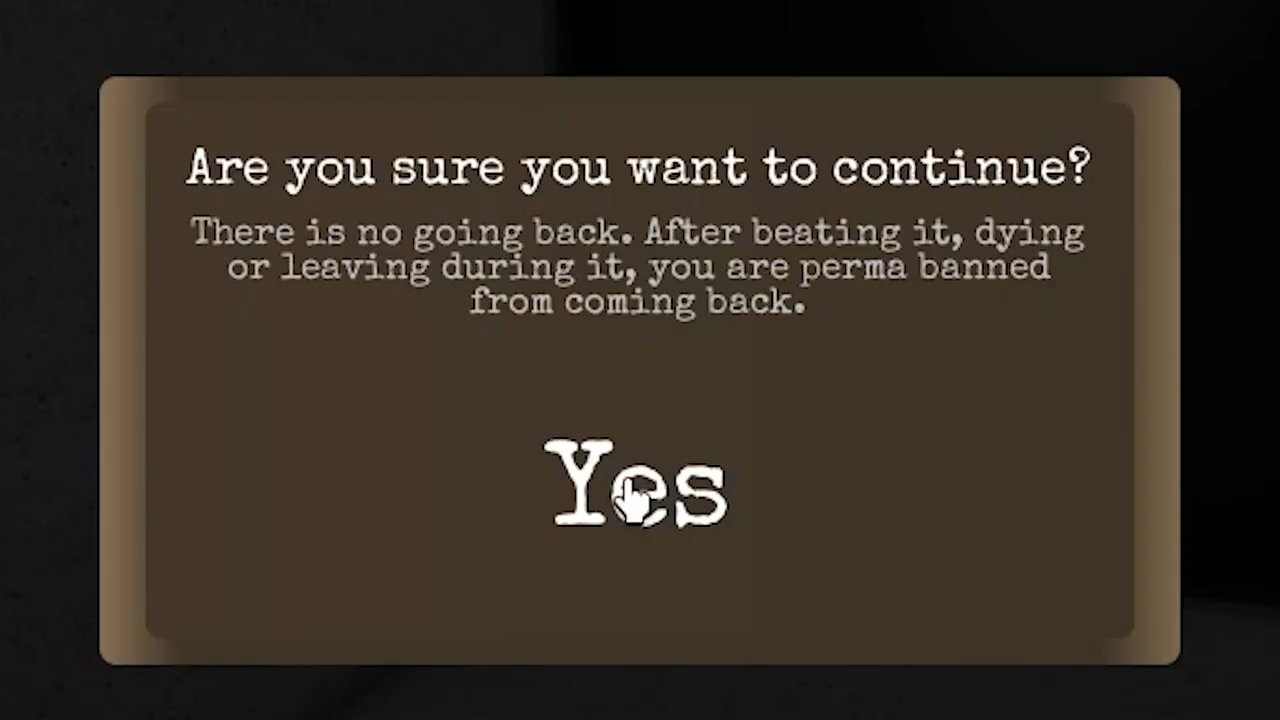 Are you sure you want to continue?
There is no going back. After beating it, dying
or leaving during it, you are perma banned
from coming back.
Yes